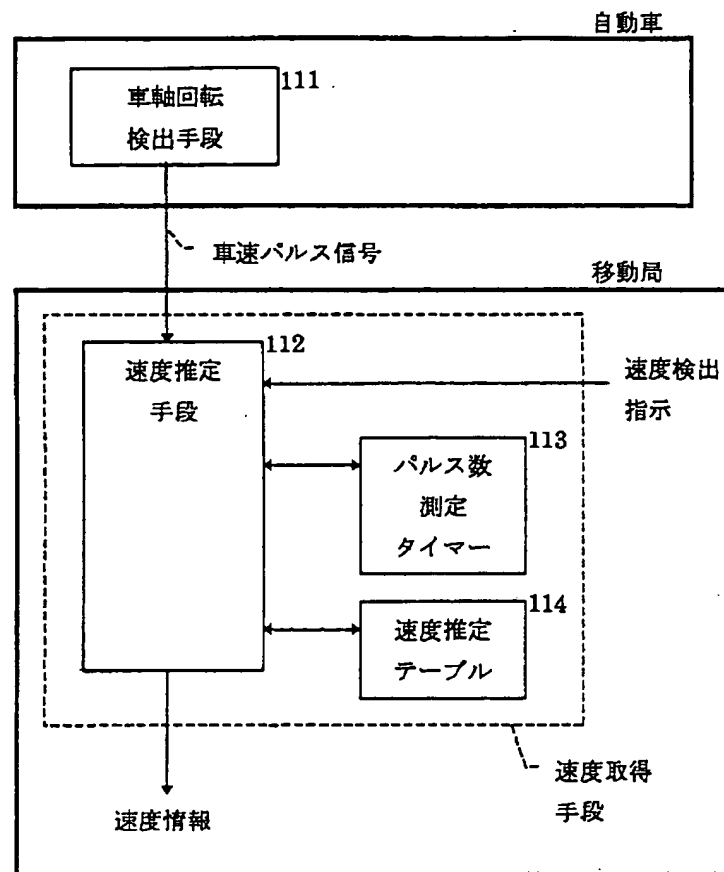 自動車
111
車軸回転
検出手段
車速パルス信号
移動局
112
速度推定
手段
速度検出
指示
113
パルス数
測定
タイマー
114
速度推定
テーブル
速度取得
手段
速度情報